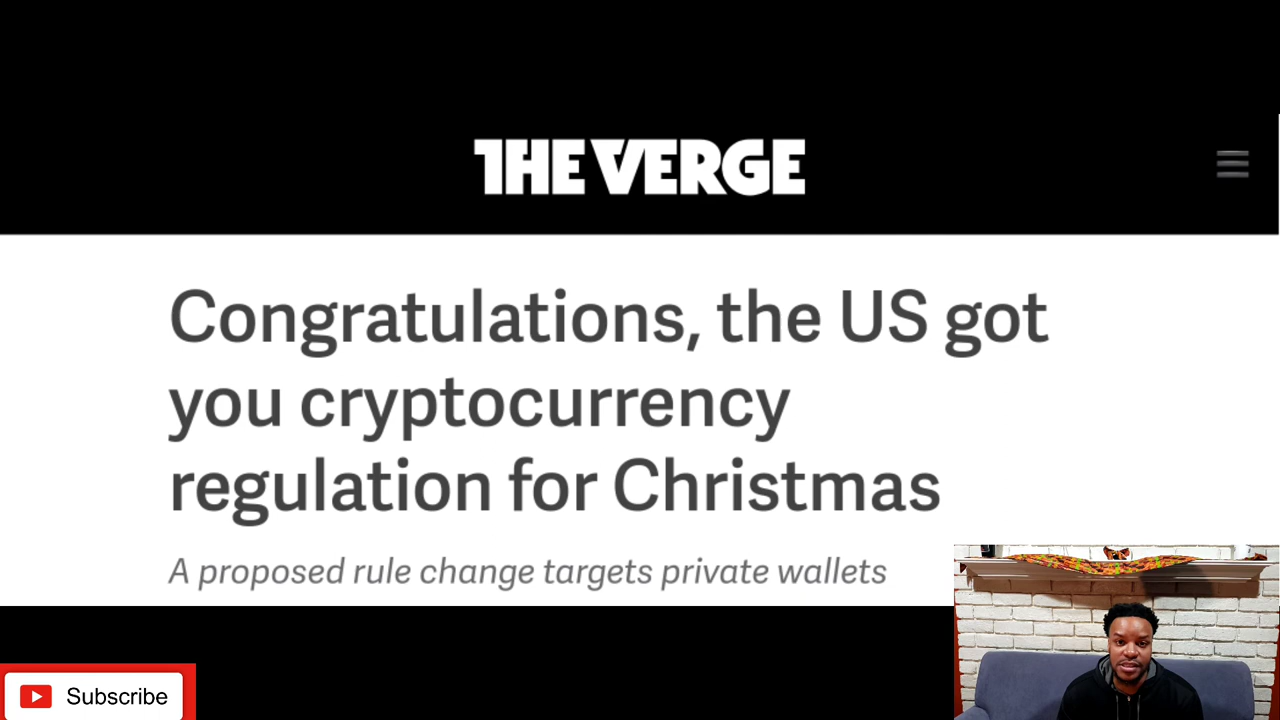 THE VERGE
Congratulations, the US got
you cryptocurrency
regulation for Christmas
A proposed rule change targets private wallets
Subscribe